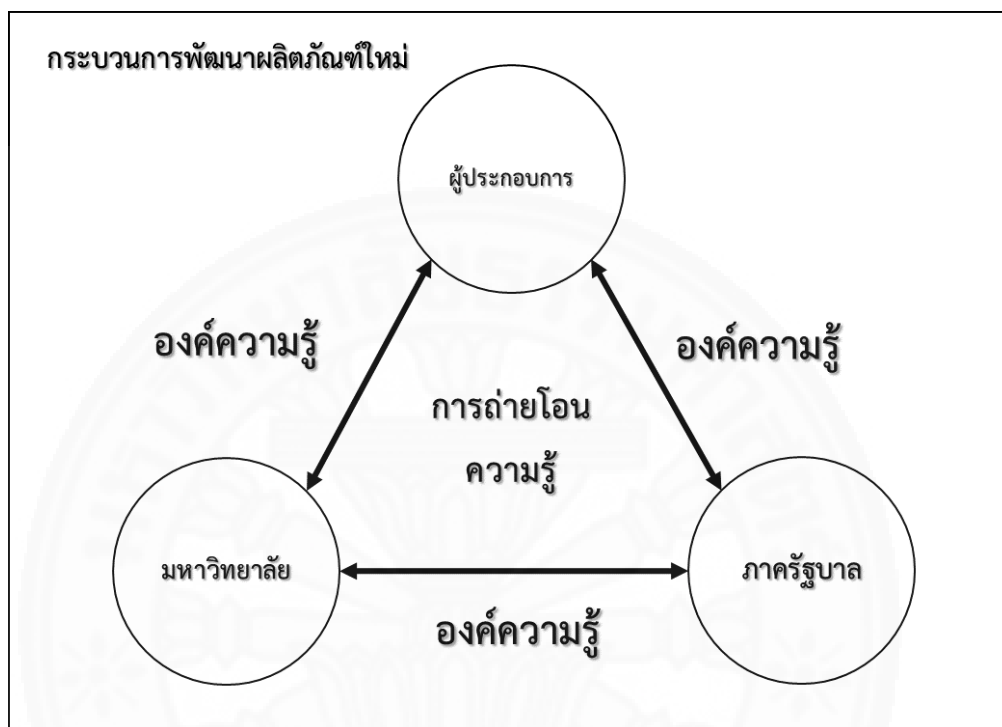 กระบวนการพัฒนาผลิตภัณฑ์ใหม่
ผู้ประกอบการ
องค์ความรู้
องค์ความรู้
การถ่ายโอน
ความรู้
มหาวิทยาลัย
ภาครัฐบาล
องค์ความรู้